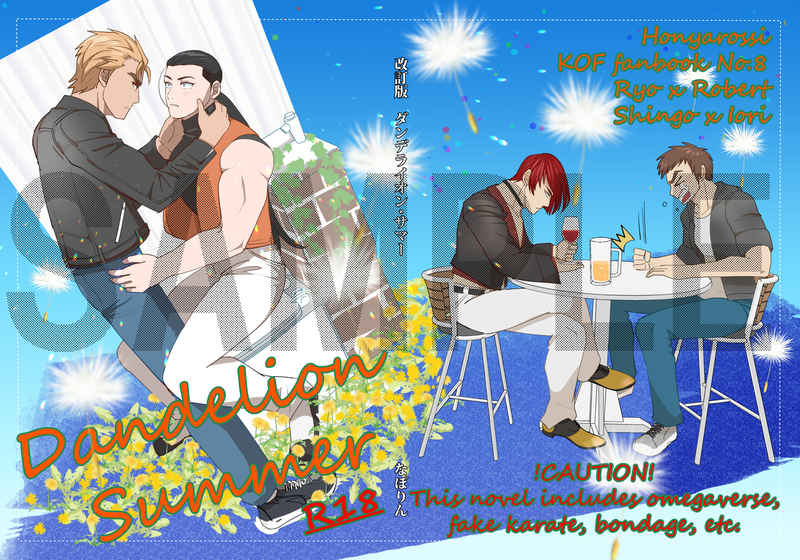 Honyarossi
KOF fanbook No.8
Ryo x Robert
Shingo x Iori
改訂版 ダンデライオン・サマー
なほりん
SAMPLE
Dandelion
Summer
R18
!CAUTION!
This novel includes omegaverse,
fake karate, bondage, etc.